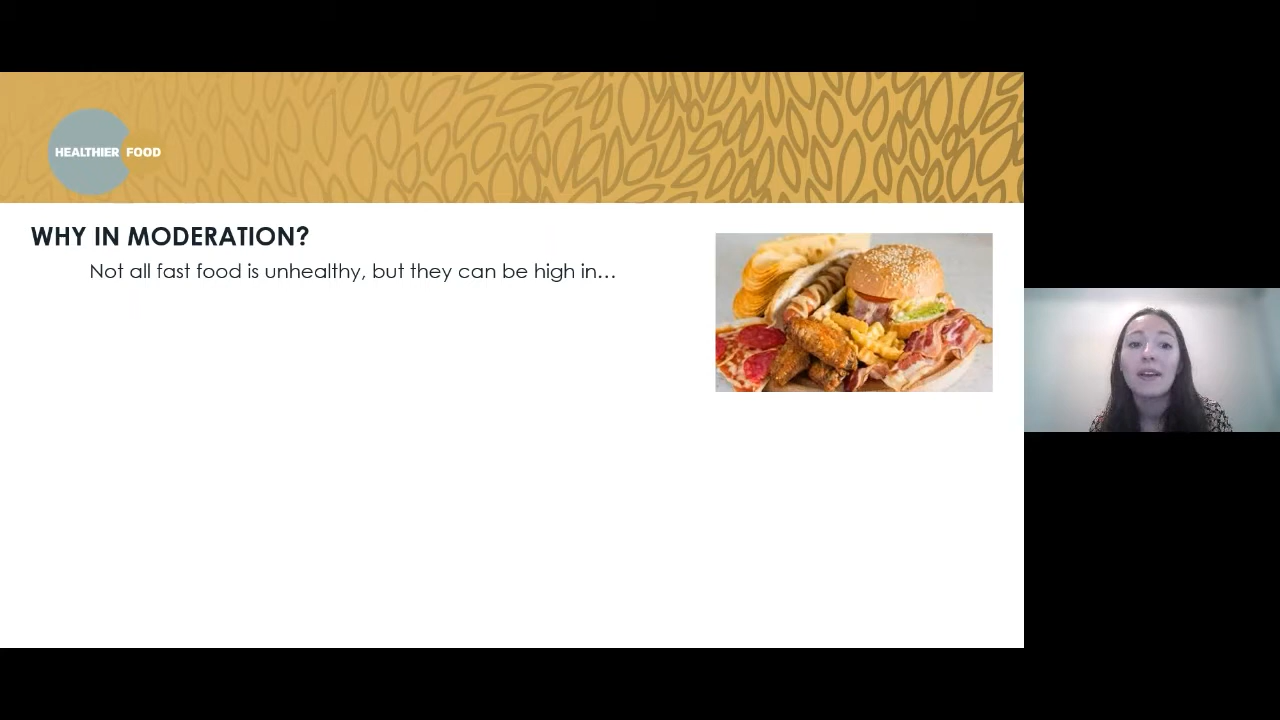 HEALTHIER FOOD
WHY IN MODERATION?
Not all fast food is unhealthy, but they can be high in…